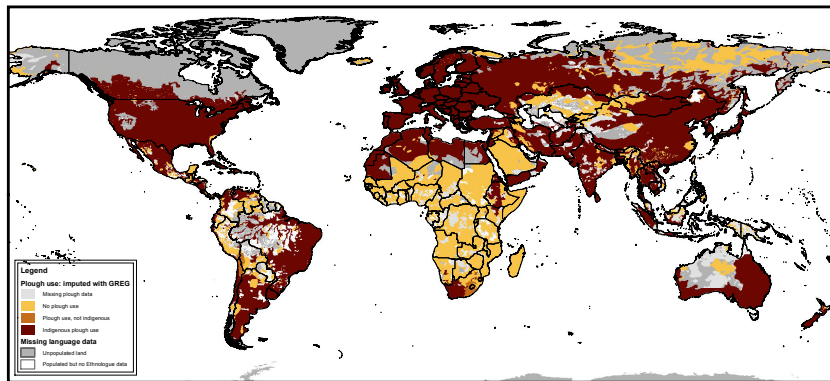 Legend
Plough use: imputed with GREG
Missing plough data
No plough use
Plough use, not indigenous
Indigenous plough use
Missing language data
Unpopulated land
Populated but no Ethnologue data